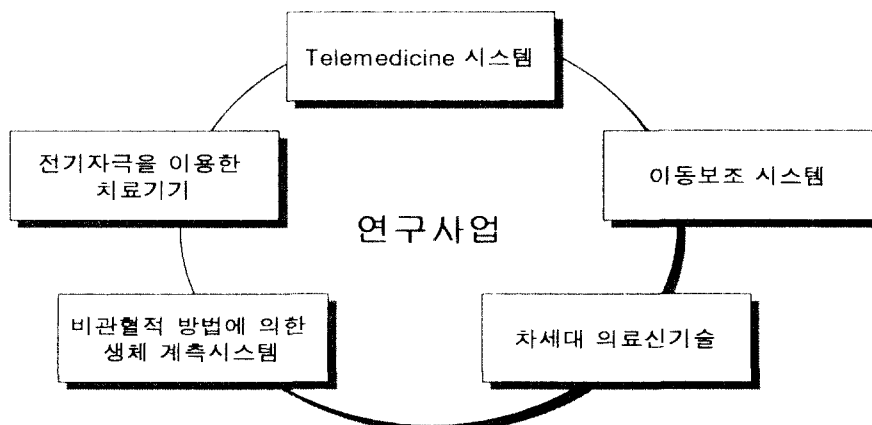 Telemedicine 시스템
전기자극을 이용한
치료기기
이동보조 시스템
연구사업
비관혈적 방법에 의한
생체 계측시스템
차세대 의료신기술